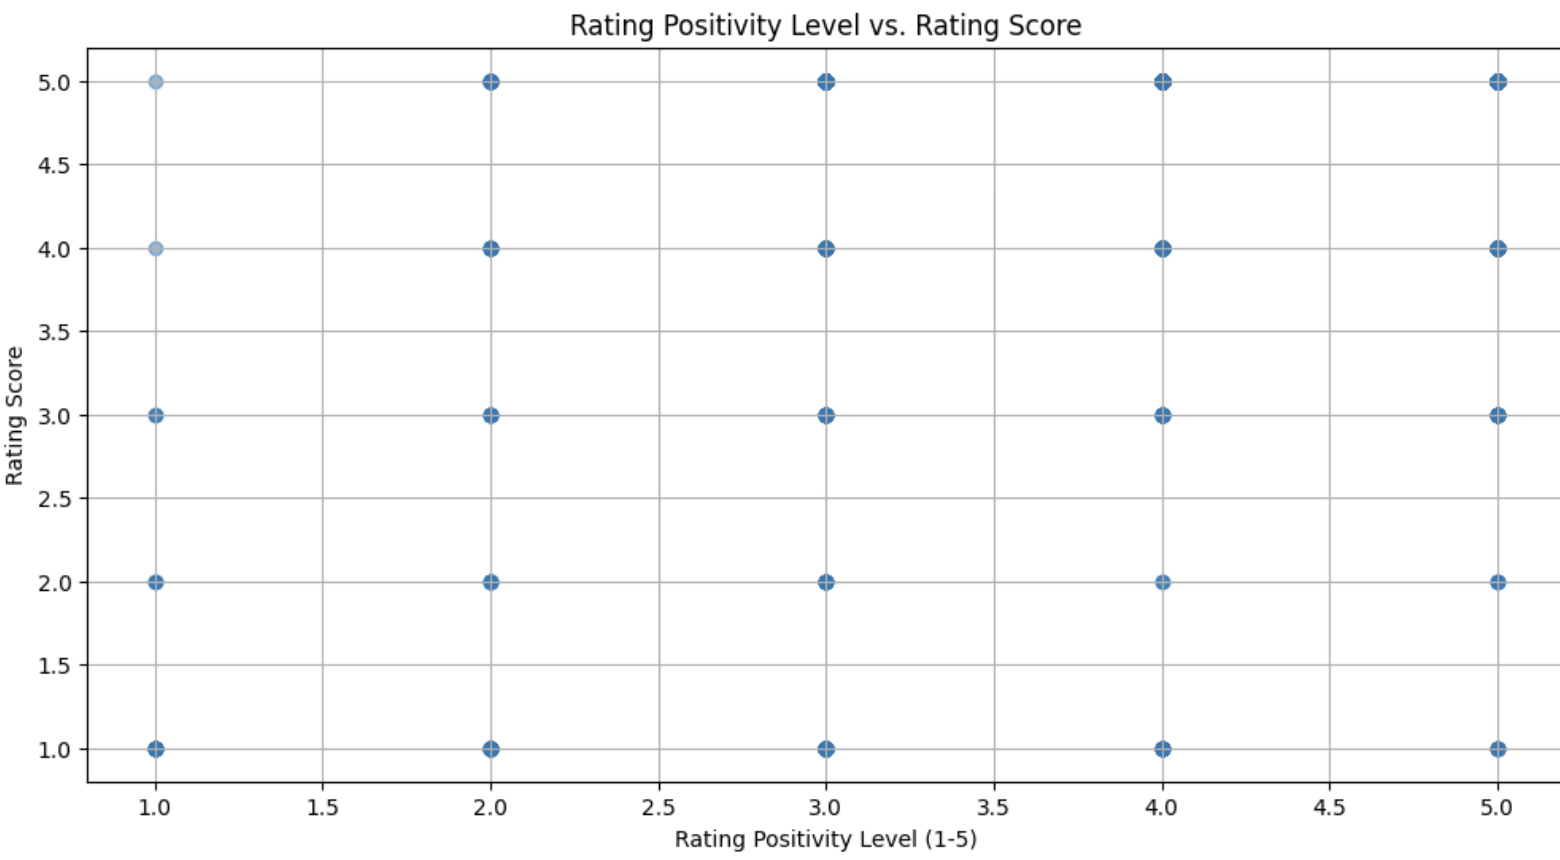 Rating Positivity Level vs. Rating Score
5.0
4.5
4.0
3.5
3.0
2.5
2.0
1.5
1.0
Rating Score
1.0 1.5 2.0 2.5 3.0 3.5 4.0 4.5 5.0
Rating Positivity Level (1-5)